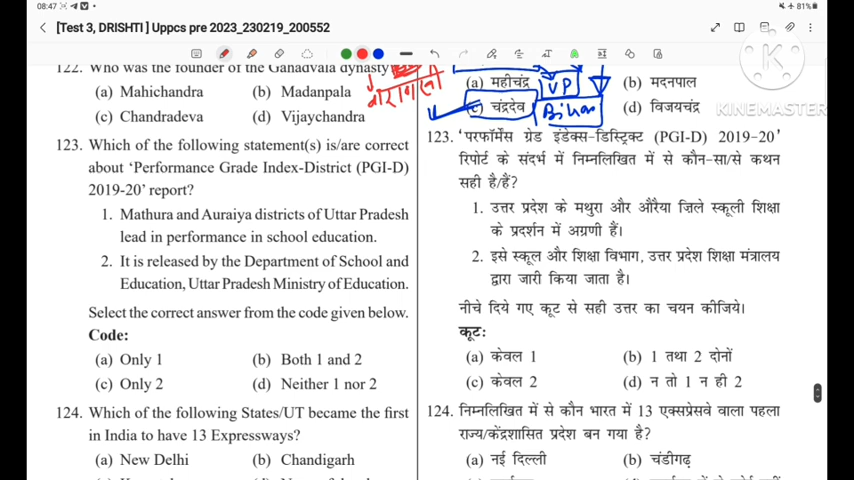 08:47
81%
[Test 3, DRISHTI ] Uppcs pre 2023_230219_200552
122. Who was the founder of the Gahadvala dynasty
(a) Mahichandra (b) Madanpala
(c) Chandradeva (d) Vijaychandra
वाराणसी
123. Which of the following statement(s) is/are correct
about ‘Performance Grade Index-District (PGI-D)
2019-20’ report?
1. Mathura and Auraiya districts of Uttar Pradesh
lead in performance in school education.
2. It is released by the Department of School and
Education, Uttar Pradesh Ministry of Education.
Select the correct answer from the code given below.
Code:
(a) Only 1 (b) Both 1 and 2
(c) Only 2 (d) Neither 1 nor 2
124. Which of the following States/UT became the first
in India to have 13 Expressways?
(a) New Delhi (b) Chandigarh
(a) महीचंद्र UP (b) मदनपाल
चंद्रदेव Bihar (d) विजयचंद्र
123. ‘परफॉर्मेंस ग्रेड इंडेक्स-डिस्ट्रिक्ट (PGI-D) 2019-20’
रिपोर्ट के संदर्भ में निम्नलिखित में से कौन-सा/से कथन
सही है/हैं?
1. उत्तर प्रदेश के मथुरा और औरैया ज़िले स्कूली शिक्षा
के प्रदर्शन में अग्रणी हैं।
2. इसे स्कूल और शिक्षा विभाग, उत्तर प्रदेश शिक्षा मंत्रालय
द्वारा जारी किया जाता है।
नीचे दिये गए कूट से सही उत्तर का चयन कीजिये।
कूटः
(a) केवल 1 (b) 1 तथा 2 दोनों
(c) केवल 2 (d) न तो 1 न ही 2
124. निम्नलिखित में से कौन भारत में 13 एक्सप्रेसवे वाला पहला
राज्य/केंद्रशासित प्रदेश बन गया है?
(a) नई दिल्ली (b) चंडीगढ़
K
KINEMASTER